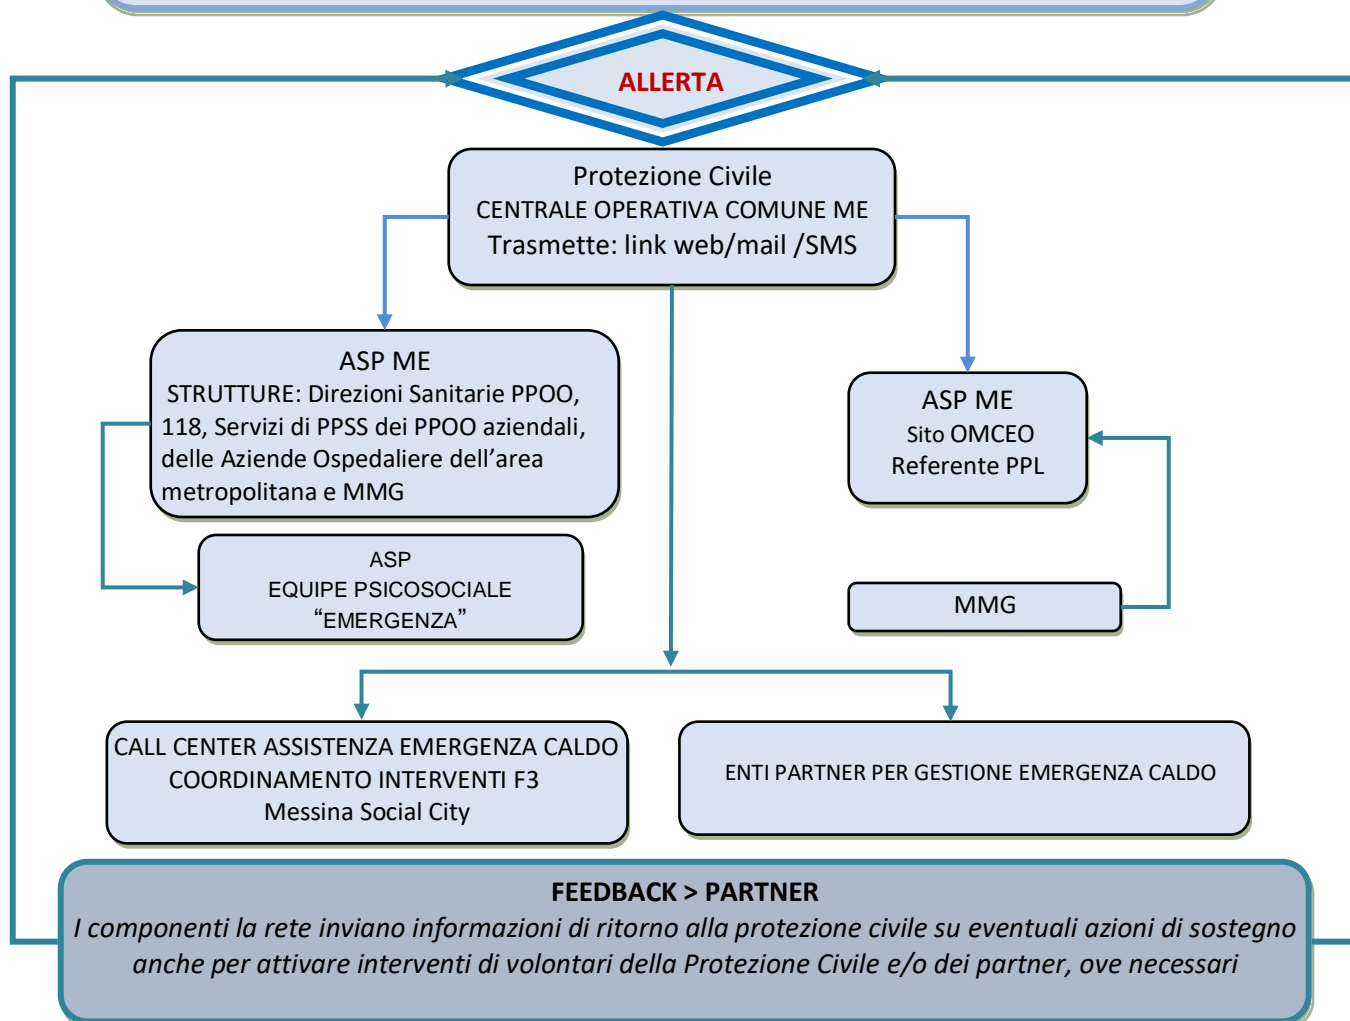 ALLERTA
Protezione Civile
CENTRALE OPERATIVA COMUNE ME
Trasmette: link web/mail /SMS
ASP ME
STRUTTURE: Direzioni Sanitarie PPOO,
118, Servizi di PPSS dei PPOO aziendali,
delle Aziende Ospedaliere dell’area
metropolitana e MMG
ASP ME
Sito OMCEO
Referente PPL
ASP
EQUIPE PSICOSOCIALE
“EMERGENZA”
MMG
CALL CENTER ASSISTENZA EMERGENZA CALDO
COORDINAMENTO INTERVENTI F3
Messina Social City
ENTI PARTNER PER GESTIONE EMERGENZA CALDO
FEEDBACK > PARTNER
I componenti la rete inviano informazioni di ritorno alla protezione civile su eventuali azioni di sostegno
anche per attivare interventi di volontari della Protezione Civile e/o dei partner, ove necessari